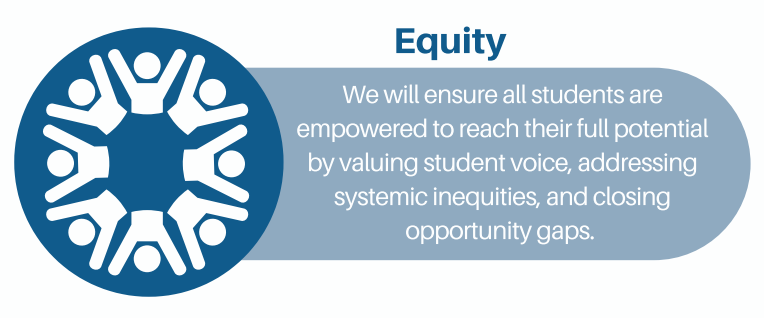 Equity
We will ensure all students are
empowered to reach their full potential
by valuing student voice, addressing
systemic inequities, and closing
opportunity gaps.